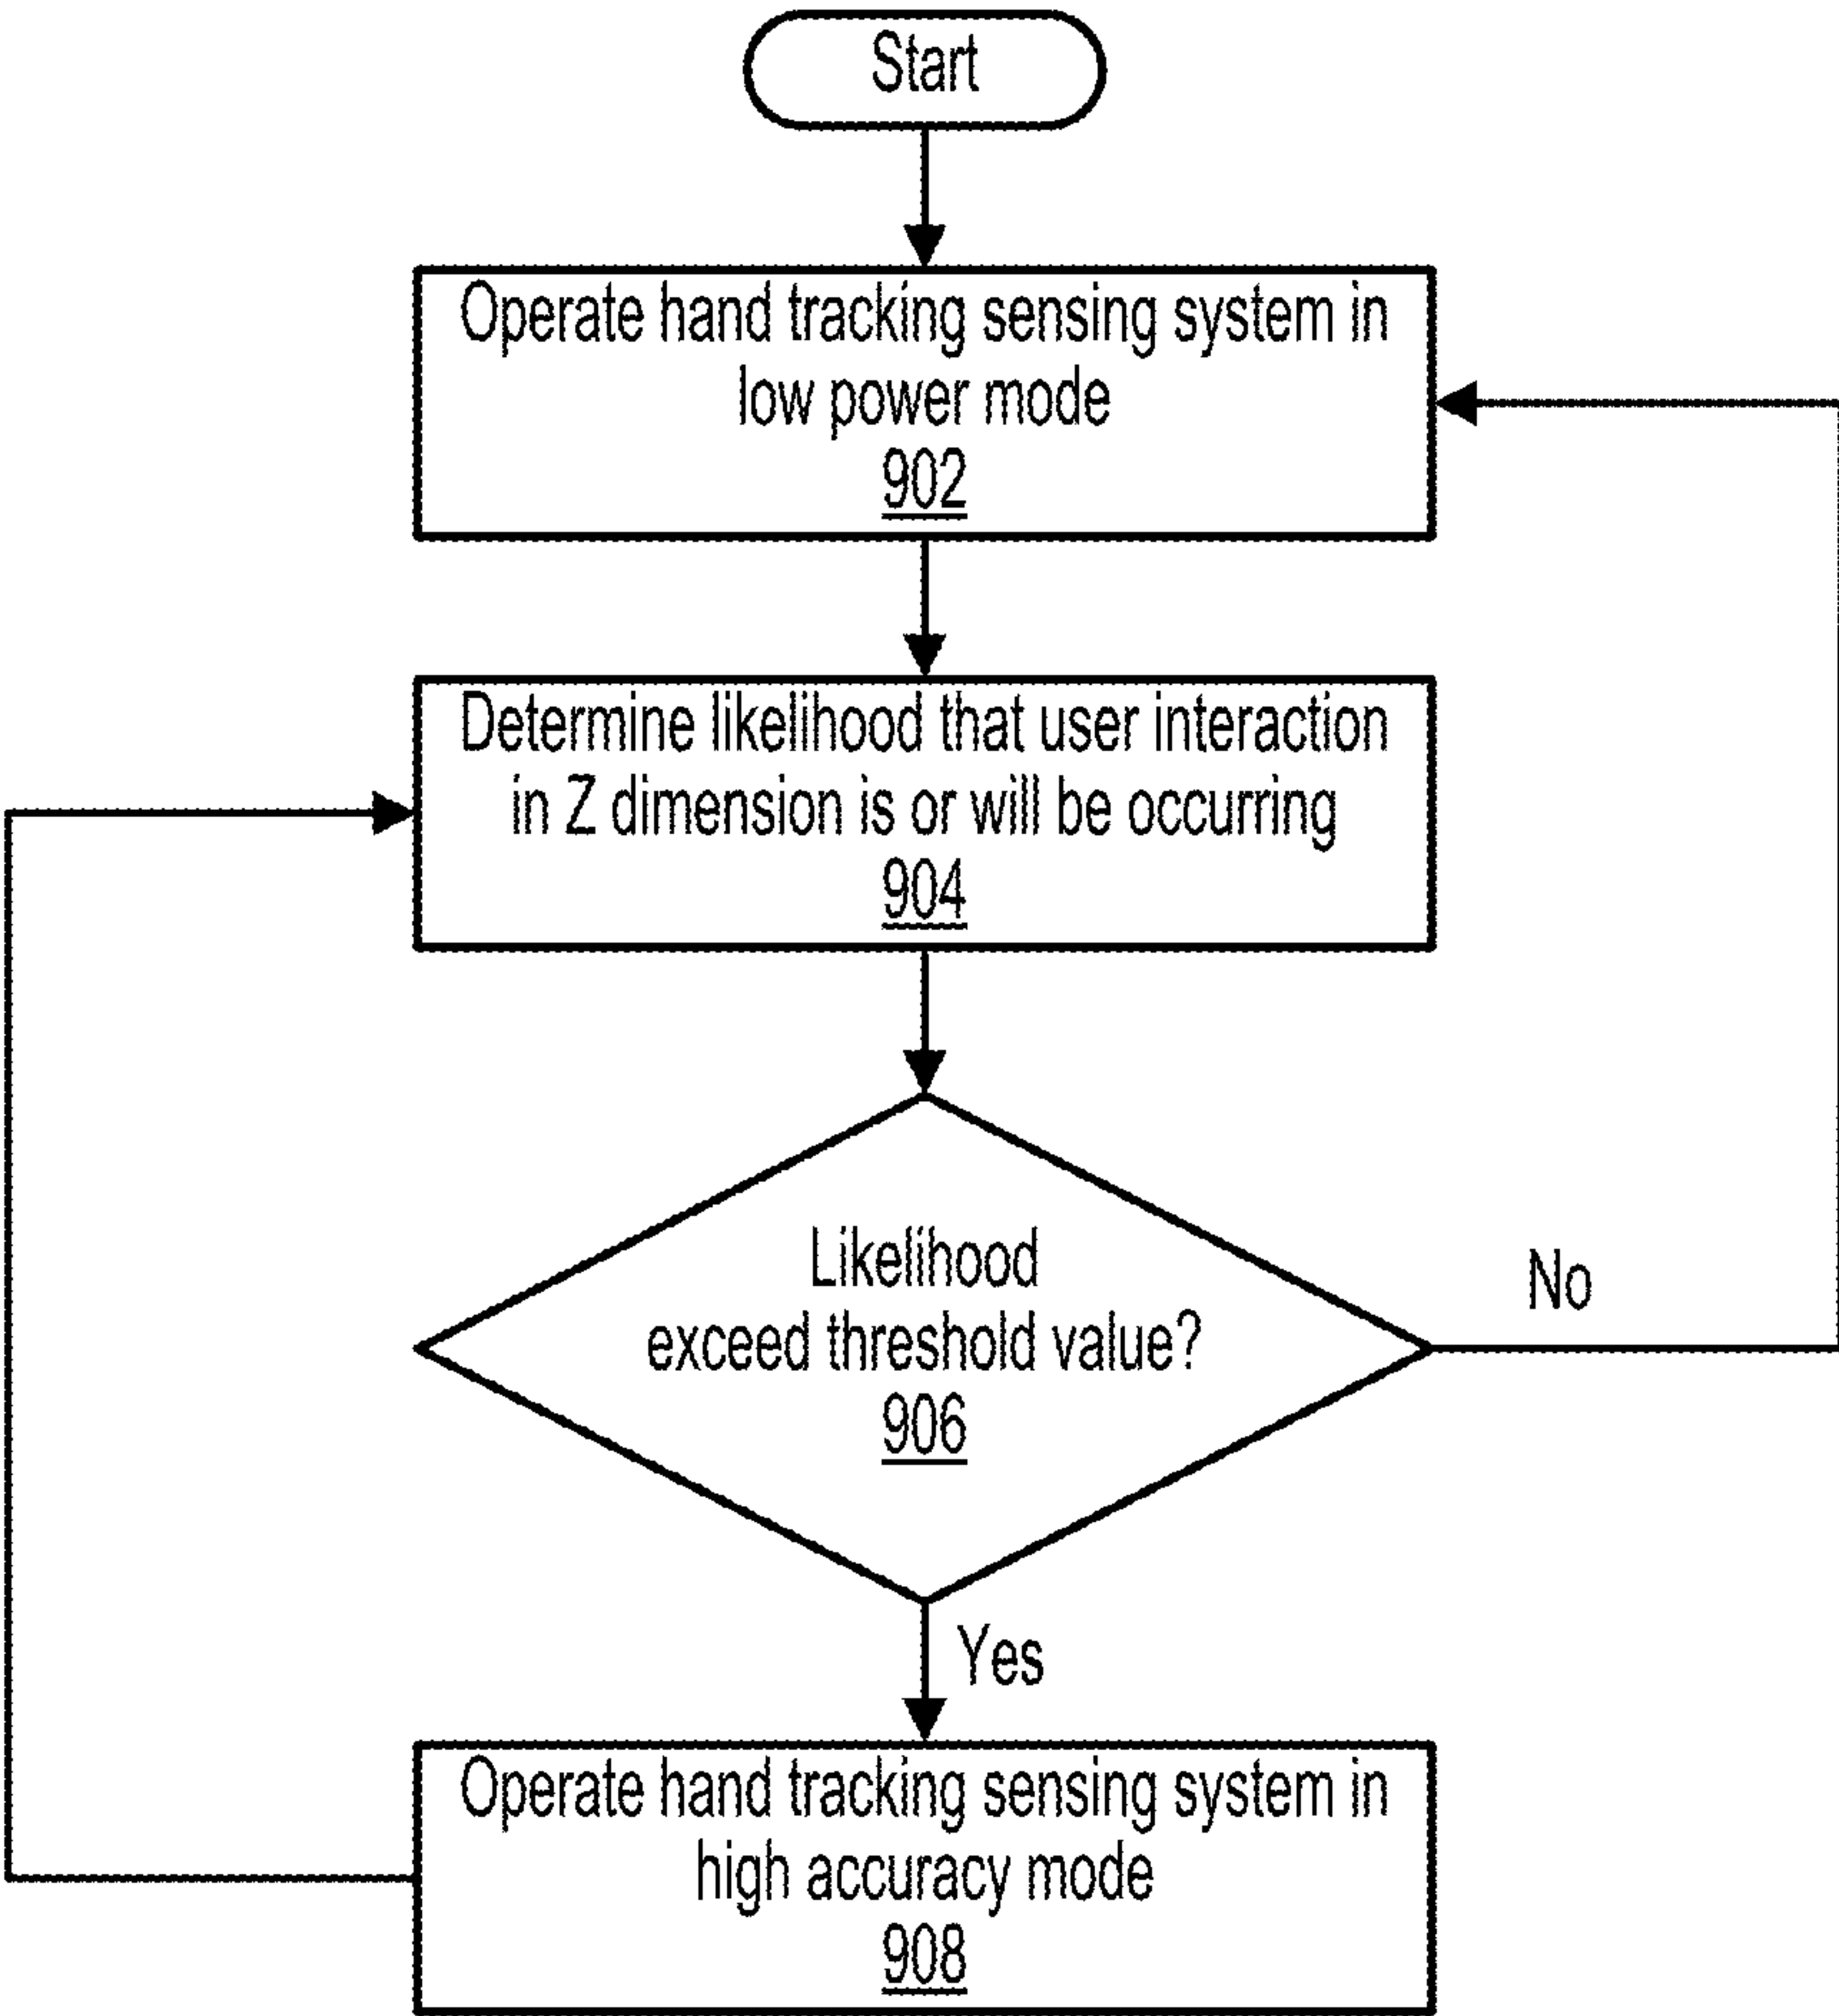 Start
Operate hand tracking sensing system in
low power mode
902
Determine likelihood that user interaction
in Z dimension is or will be occurring
904
Likelihood
exceed threshold value?
906
No
Yes
Operate hand tracking sensing system in
high accuracy mode
908